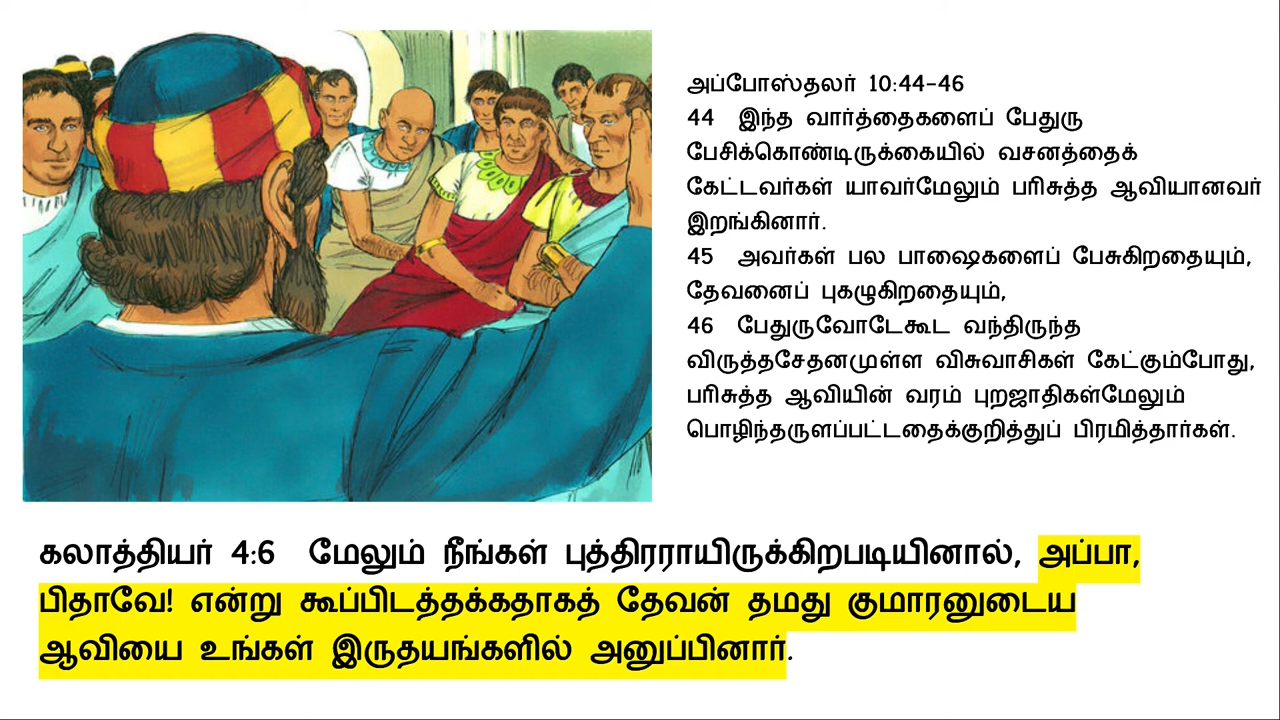 அப்போஸ்தலர் 10:44-46
44 இந்த வார்த்தைகளைப் பேதுரு
பேசிக்கொண்டிருக்கையில் வசனத்தைக்
கேட்டவர்கள் யாவர்மேலும் பரிசுத்த ஆவியானவர்
இறங்கினார்.
45 அவர்கள் பல பாஷைகளைப் பேசுகிறதையும்,
தேவனைப் புகழுகிறதையும்,
46 பேதுருவோடேகூட வந்திருந்த
விருத்தசேதனமுள்ள விசுவாசிகள் கேட்கும்போது,
பரிசுத்த ஆவியின் வரம் புறஜாதிகள்மேலும்
பொழிந்தருளப்பட்டதைக்குறித்துப் பிரமித்தார்கள்.
கலாத்தியர் 4:6 மேலும் நீங்கள் புத்திரராயிருக்கிறபடியினால், அப்பா,
பிதாவே! என்று கூப்பிடத்தக்கதாகத் தேவன் தமது குமாரனுடைய
ஆவியை உங்கள் இருதயங்களில் அனுப்பினார்.